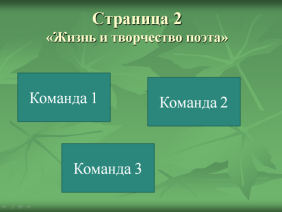 Страница 2
«Жизнь и творчество поэта»
Команда 1
Команда 2
Команда 3